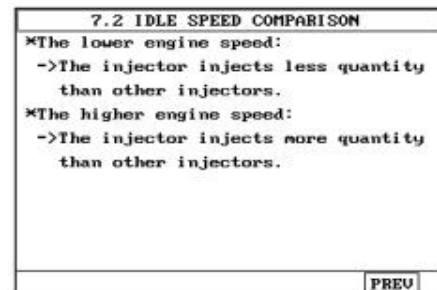 7.2 IDLE SPEED COMPARISON
*The lower engine speed:
->The injector injects less quantity
than other injectors.
*The higher engine speed:
->The injector injects more quantity
than other injectors.
PREV